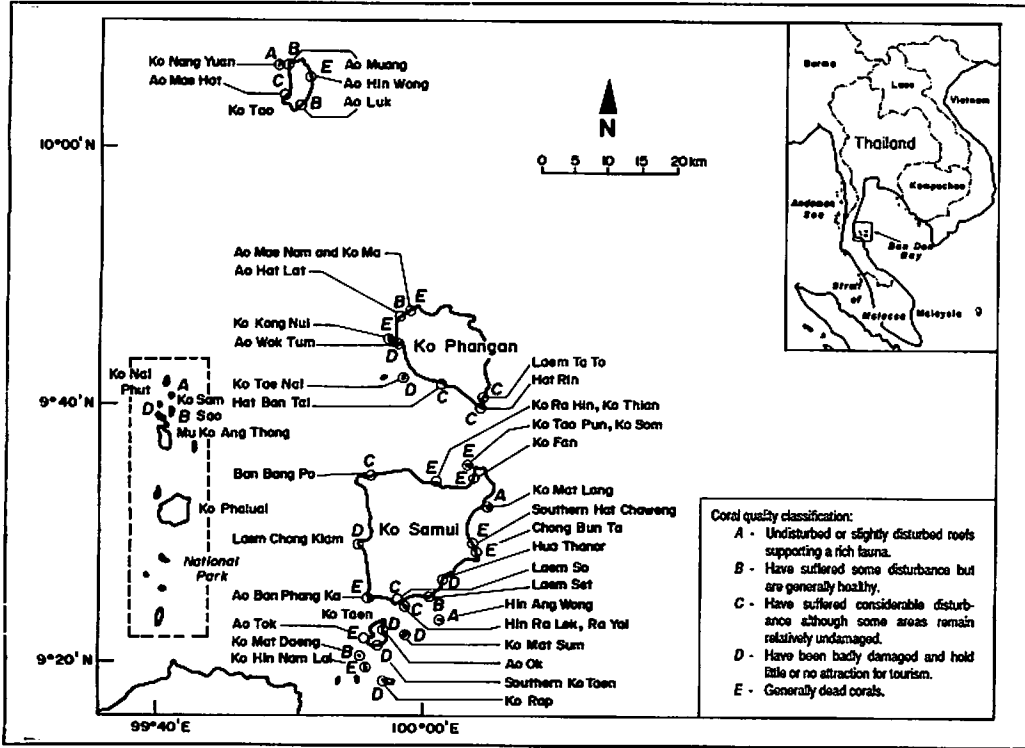 A
B
Ko Nang Yuan
Ao Muang
E
Ao Mae Hat
Ao Hin Wong
C
Ko Tao
B
Ao Luk
10°00'N
N
0 5 10 15 20 km
Burma
Laos
Vietnam
Thailand
Kampuchea
Andaman
Sea
Ban Don
Bay
Strait
of
Malacca
Malaysia
Ao Mae Nam and Ko Ma
Ao Hat Lat
B
E
Ko Kong Nui
E
Ao Wok Tum
D
Ko Phangan
Ko Tae Nai
D
Hat Ban Tai
C
Laem Ta To
C
Hat Rin
C
Ko Nai
Phut
A
Ko Sam
Sao
D
B
Mu Ko Ang Thong
9°40'N
Ko Phaluai
National
Park
Ko Ra Hin, Ko Thian
E
Ko Tao Pun, Ko Som
E
Ko Fan
E
Ban Bang Po
C
A
Ko Mat Lang
Ko Samui
Southern Hat Chaweng
E
Chong Bun Ta
E
Laem Chong Klam
D
Hua Thanon
D
Laem So
C
Laem Set
B
Ao Ban Phang Ka
E
Hin Ang Wong
A
Ko Taen
Hin Ra Lek, Ra Yai
C
Ao Tok
E
Ko Mat Sum
D
Ko Mat Daeng
B
Ao Ok
D
Ko Hin Nam Lai
E
Southern Ko Taen
D
Ko Rap
D
9°20'N
99°40'E
100°00'E
Coral quality classification:
A - Undisturbed or slightly disturbed reefs
supporting a rich fauna.
B - Have suffered some disturbance but
are generally healthy.
C - Have suffered considerable disturb-
ance although some areas remain
relatively undamaged.
D - Have been badly damaged and hold
little or no attraction for tourism.
E - Generally dead corals.